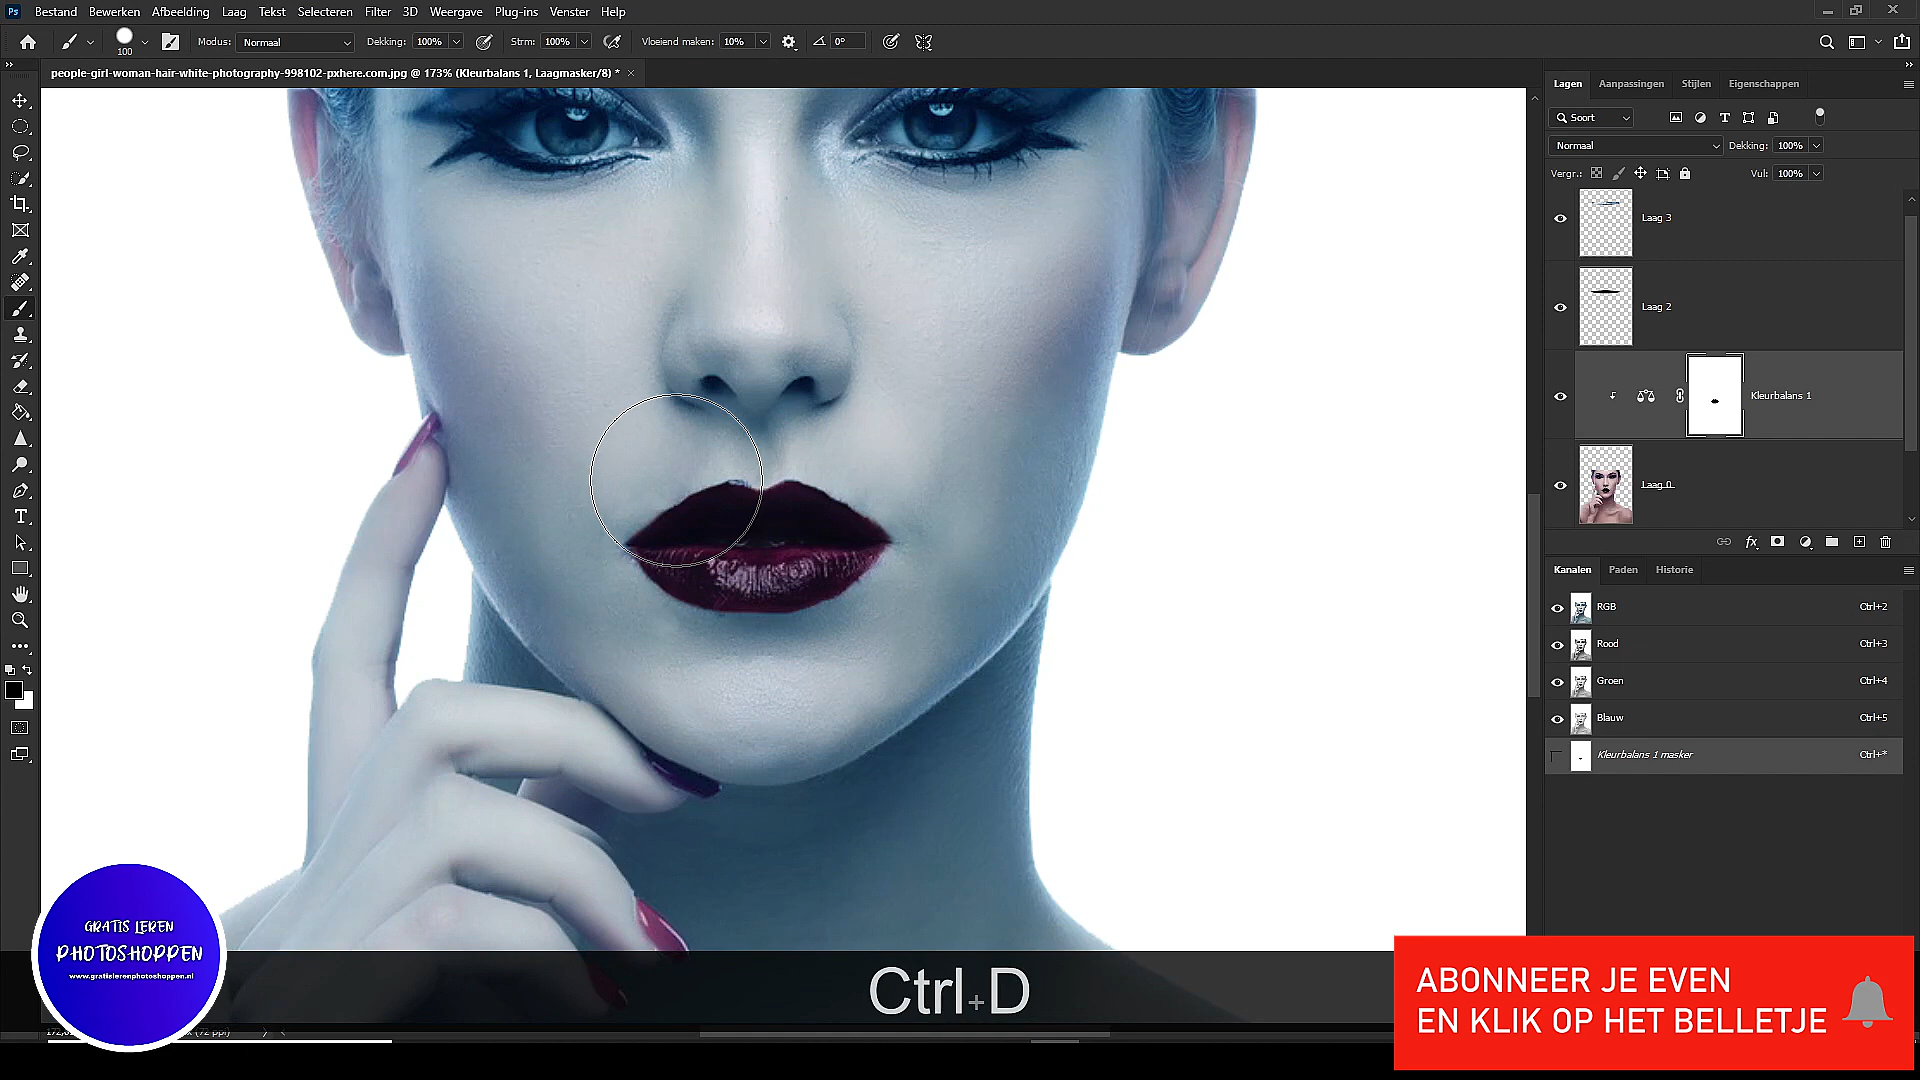 Ps Bestand Bewerken Afbeelding Laag Tekst Selecteren Filter 3D Weergave Plug-ins Venster Help
100 Modus: Normaal Dekking: 100% Strm: 100% Vloeiend maken: 10% 0°
people-girl-woman-hair-white-photography-998102-pxhere.com.jpg @ 173% (Kleurbalans 1, Laagmasker/8) *
Lagen Aanpassingen Stijlen Eigenschappen
Soort
Normaal Dekking: 100%
Vergr.: Vul: 100%
Laag 3
Laag 2
Kleurbalans 1
Laag 0
fx
Kanalen Paden Historie
RGB Ctrl+2
Rood Ctrl+3
Groen Ctrl+4
Blauw Ctrl+5
Kleurbalans 1 masker Ctrl+*
GRATIS LEREN
PHOTOSHOPPEN
www.gratislerenphotoshoppen.nl
Ctrl+D
ABONNEER JE EVEN
EN KLIK OP HET BELLETJE